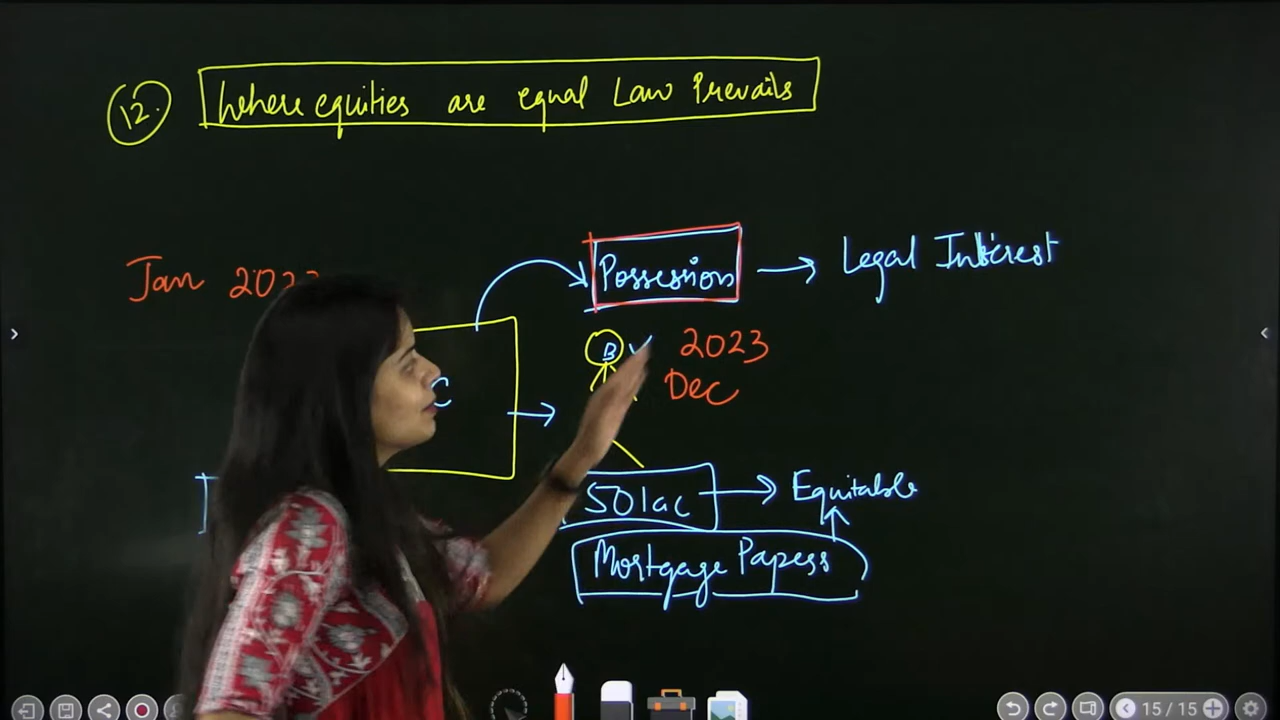 12.
Where equities are equal Law Prevails
Jan 2023
Possession → Legal Interest
B 2023
Dec
50lac → Equitable
Mortgage Papers
15/15